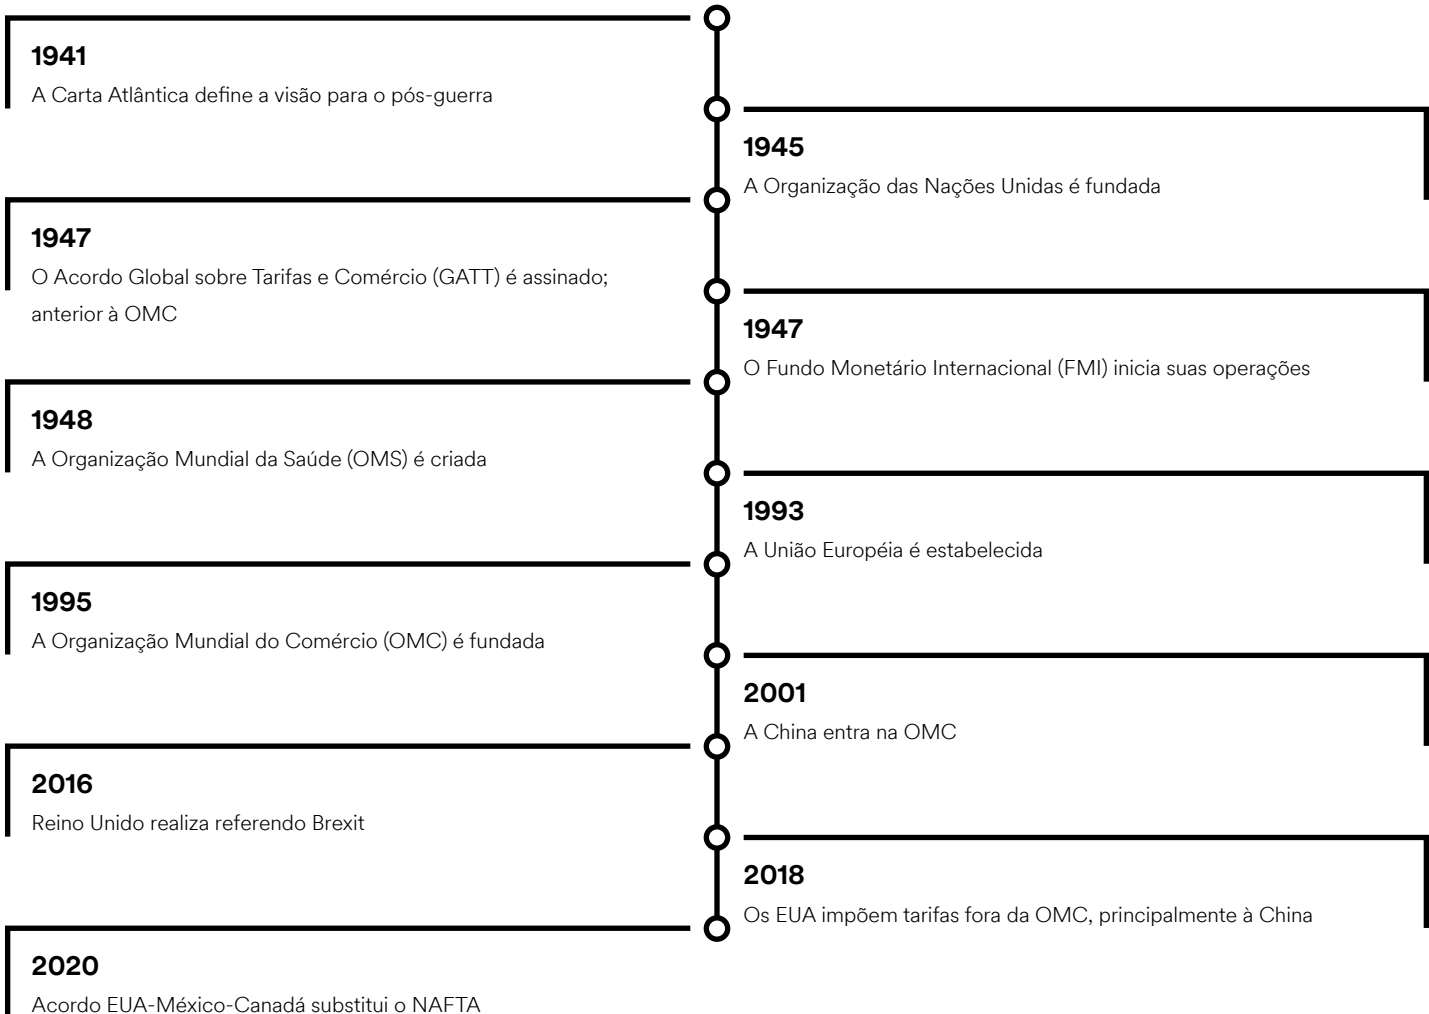 1941
A Carta Atlântica define a visão para o pós-guerra
1945
A Organização das Nações Unidas é fundada
1947
O Acordo Global sobre Tarifas e Comércio (GATT) é assinado;
anterior à OMC
1947
O Fundo Monetário Internacional (FMI) inicia suas operações
1948
A Organização Mundial da Saúde (OMS) é criada
1993
A União Européia é estabelecida
1995
A Organização Mundial do Comércio (OMC) é fundada
2001
A China entra na OMC
2016
Reino Unido realiza referendo Brexit
2018
Os EUA impõem tarifas fora da OMC, principalmente à China
2020
Acordo EUA-México-Canadá substitui o NAFTA